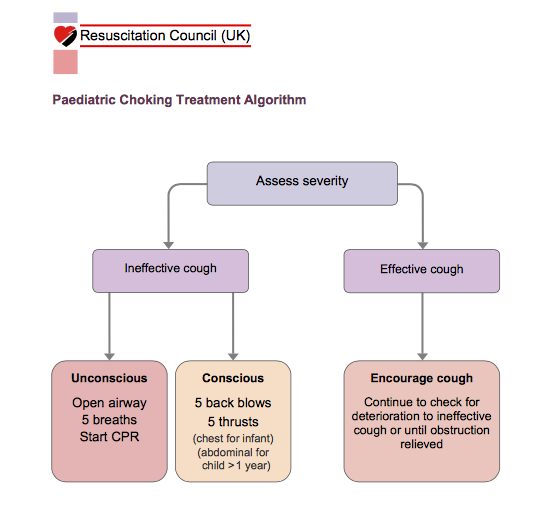 Resuscitation Council (UK)
Paediatric Choking Treatment Algorithm
Assess severity
Ineffective cough
Effective cough
Unconscious
Open airway
5 breaths
Start CPR
Conscious
5 back blows
5 thrusts
(chest for infant)
(abdominal for
child >1 year)
Encourage cough
Continue to check for
deterioration to ineffective
cough or until obstruction
relieved